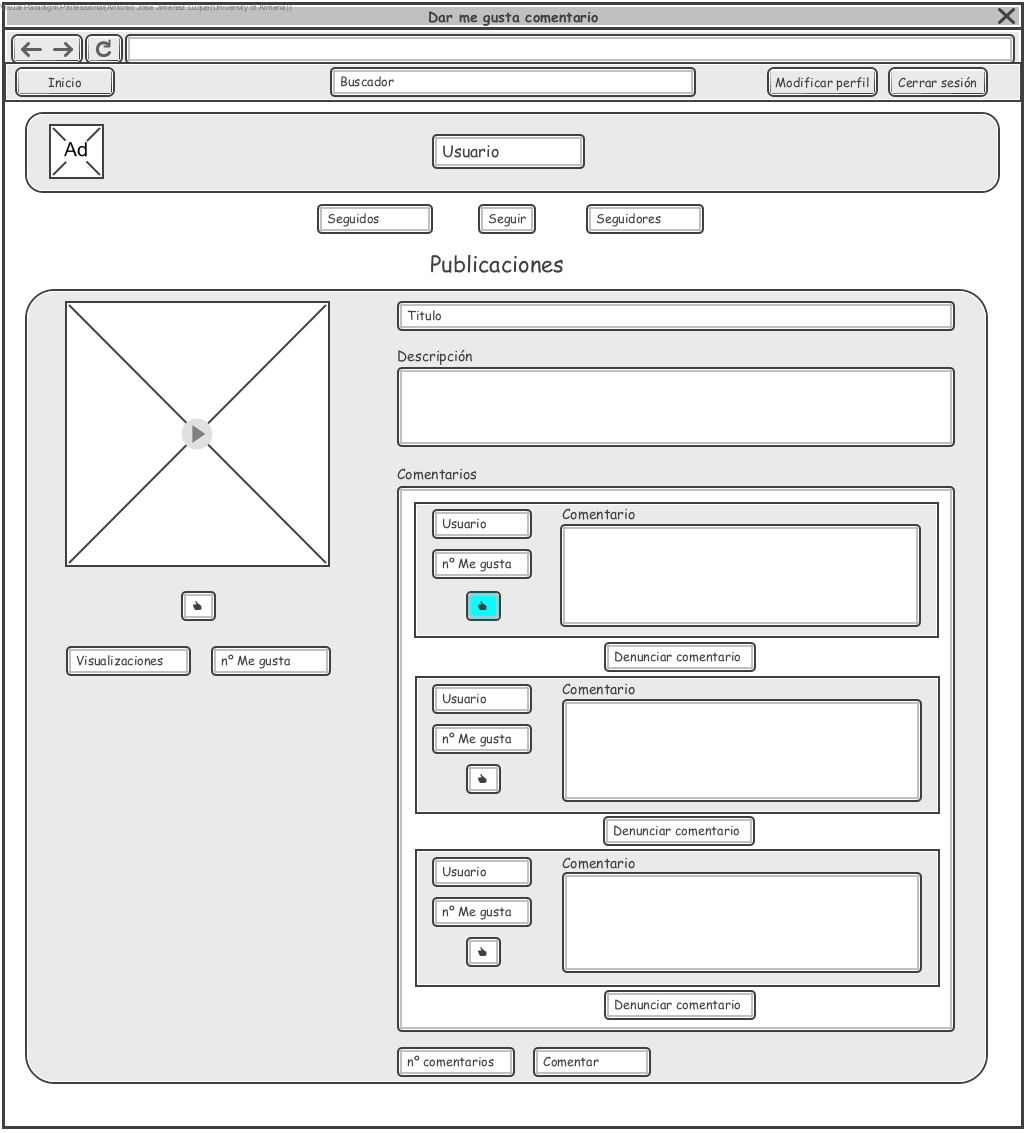 Visual Paradigm Professional(Antonio José Jiménez Luque(University of Almeria))
Dar me gusta comentario
Inicio
Buscador
Modificar perfil
Cerrar sesión
Ad
Usuario
Seguidos
Seguir
Seguidores
Publicaciones
Titulo
Descripción
Comentarios
Usuario
Comentario
nº Me gusta
Denunciar comentario
Visualizaciones
nº Me gusta
Usuario
Comentario
nº Me gusta
Denunciar comentario
Usuario
Comentario
nº Me gusta
Denunciar comentario
nº comentarios
Comentar